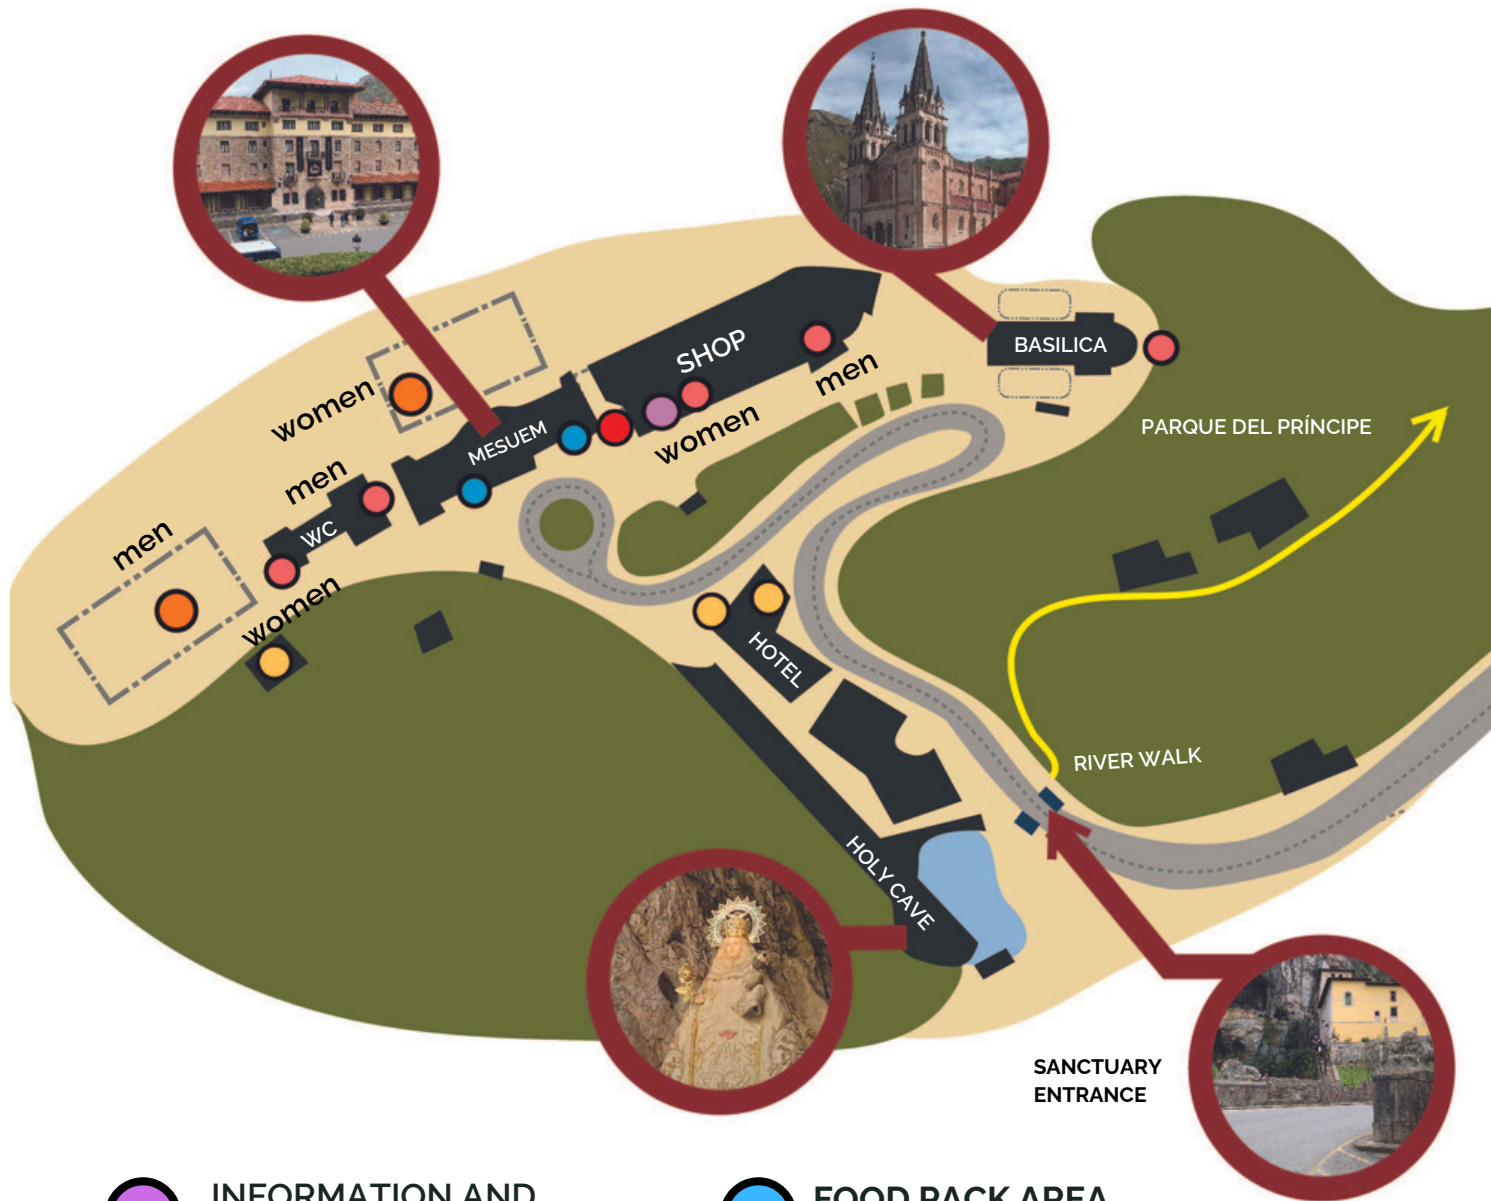 BASILICA
SHOP
men
women
PARQUE DEL PRÍNCIPE
women
MESUEM
men
WC
men
women
HOTEL
RIVER WALK
HOLY CAVE
SANCTUARY
ENTRANCE
INFORMATION AND
FOOD PACK AREA